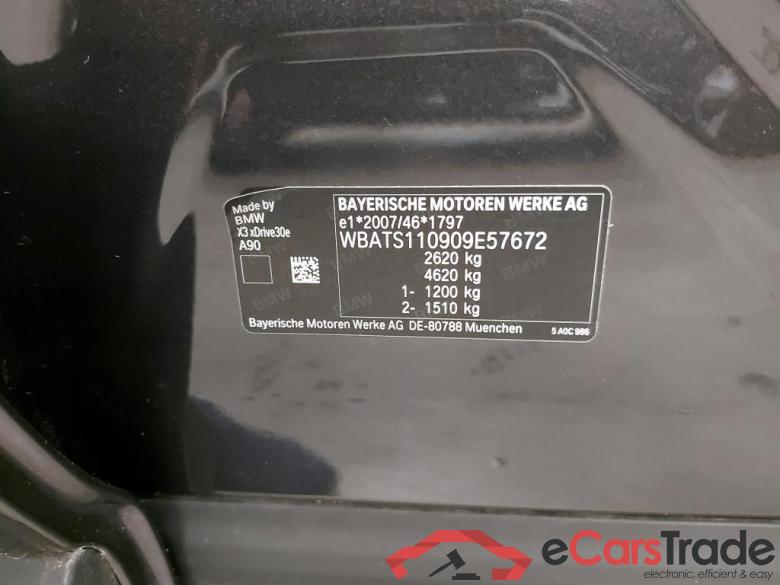 Made by
BMW
X3 xDrive30e
A90
BAYERISCHE MOTOREN WERKE AG
e1*2007/46*1797
WBATS110909E57672
2620 kg
4620 kg
1- 1200 kg
2- 1510 kg
Bayerische Motoren Werke AG DE-80788 Muenchen
5 A0C 986
eCarsTrade
electronic, efficient & easy